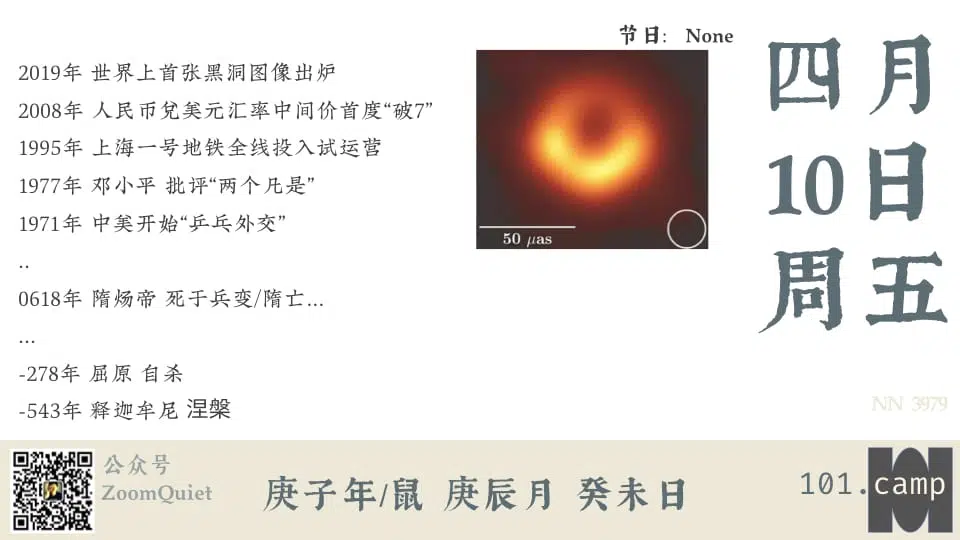 节日: None
2019年 世界上首张黑洞图像出炉
2008年 人民币兑美元汇率中间价首度“破7”
1995年 上海一号地铁全线投入试运营
1977年 邓小平 批评“两个凡是”
1971年 中美开始“乒乓外交”
..
0618年 隋炀帝 死于兵变/隋亡...
...
-278年 屈原 自杀
-543年 释迦牟尼 涅槃
50 μas
四月
10日
周五
NN 3979
公众号
ZoomQuiet
庚子年/鼠 庚辰月 癸未日
101.camp